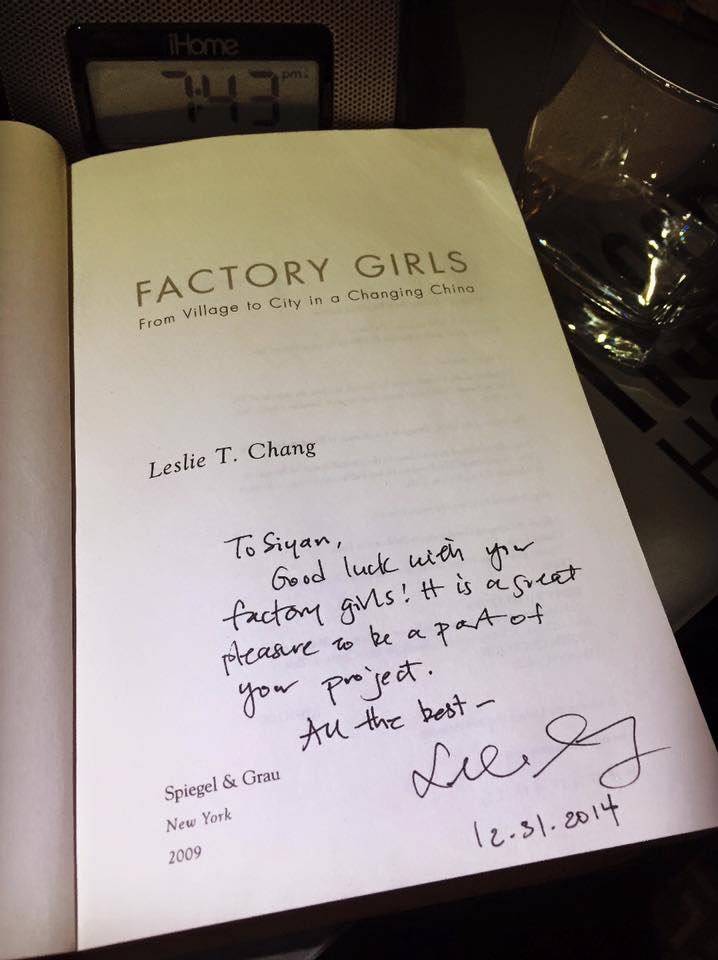 iHome
7:43 pm
FACTORY GIRLS
From Village to City in a Changing China
Leslie T. Chang
To Siyan,
Good luck with your
factory girls! It is a great
pleasure to be a part of
your project.
All the best—
Spiegel & Grau
New York
2009
12.31.2014